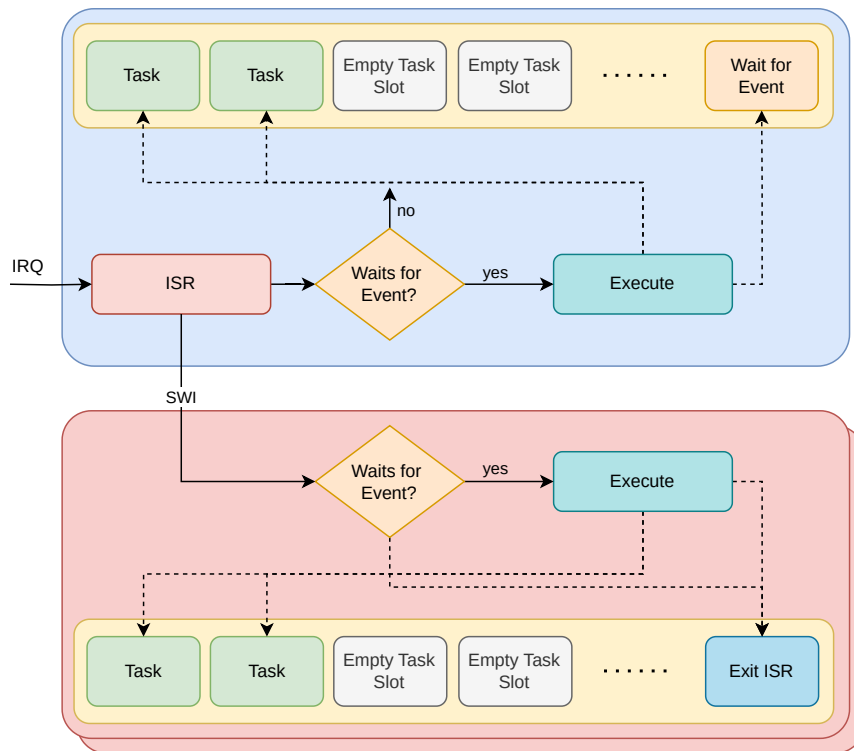 Task
Task
Empty Task
Slot
Empty Task
Slot
......
Wait for
Event
no
IRQ
ISR
Waits for
Event?
yes
Execute
SWI
Waits for
Event?
yes
Execute
Task
Task
Empty Task
Slot
Empty Task
Slot
......
Exit ISR